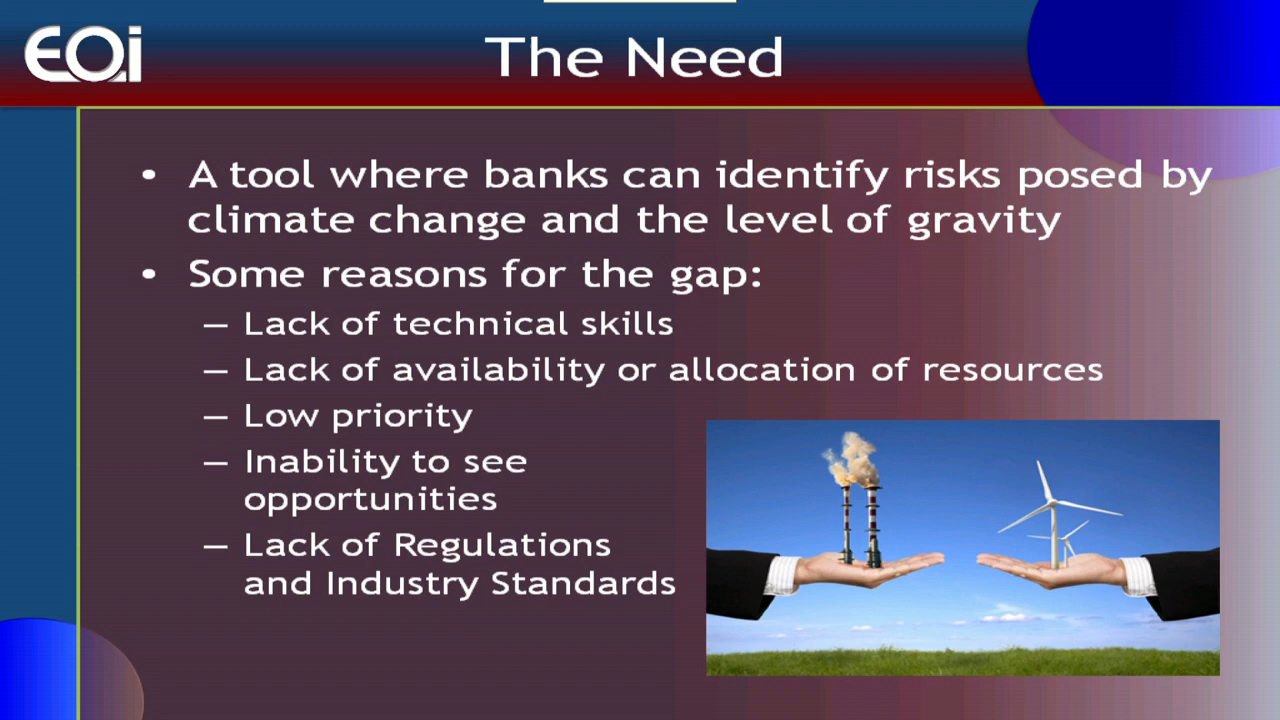 EQi
The Need
• A tool where banks can identify risks posed by
climate change and the level of gravity
• Some reasons for the gap:
– Lack of technical skills
– Lack of availability or allocation of resources
– Low priority
– Inability to see
opportunities
– Lack of Regulations
and Industry Standards